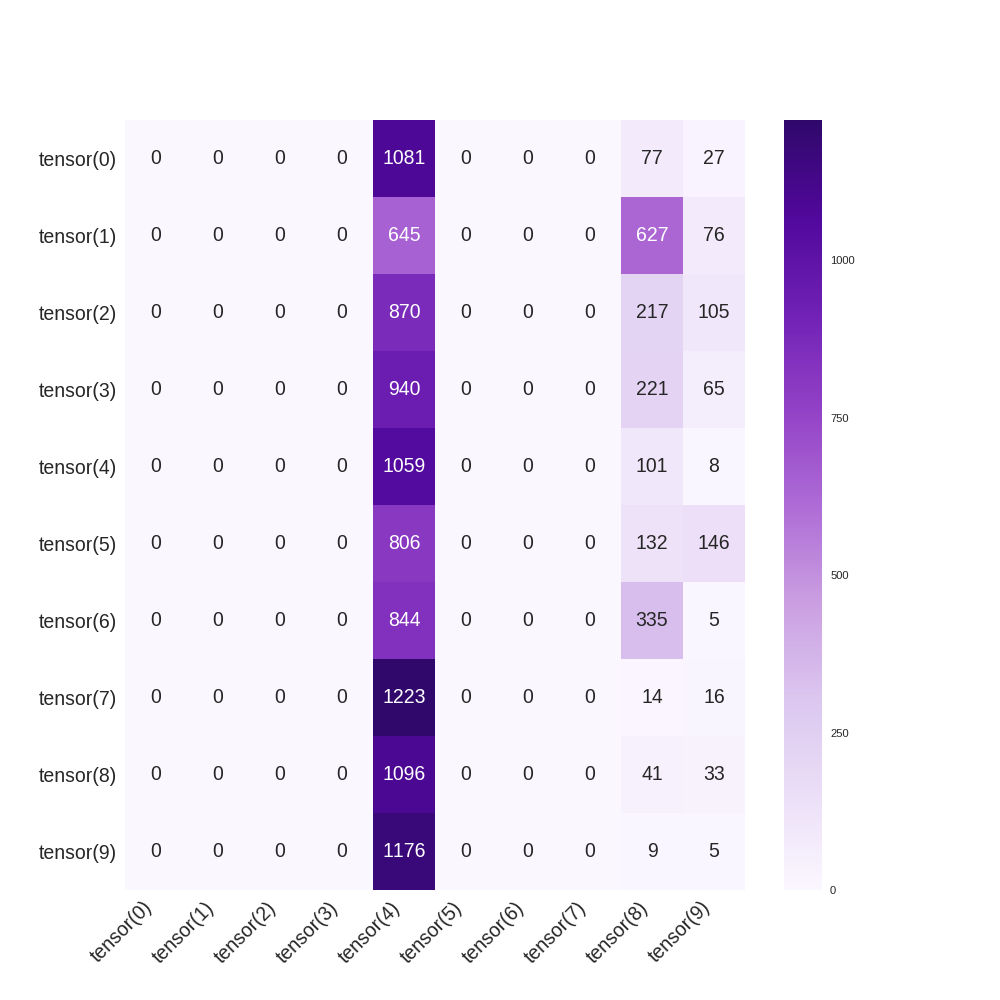 tensor(0) 0 0 0 0 1081 0 0 0 77 27
tensor(1) 0 0 0 0 645 0 0 0 627 76
tensor(2) 0 0 0 0 870 0 0 0 217 105
tensor(3) 0 0 0 0 940 0 0 0 221 65
tensor(4) 0 0 0 0 1059 0 0 0 101 8
tensor(5) 0 0 0 0 806 0 0 0 132 146
tensor(6) 0 0 0 0 844 0 0 0 335 5
tensor(7) 0 0 0 0 1223 0 0 0 14 16
tensor(8) 0 0 0 0 1096 0 0 0 41 33
tensor(9) 0 0 0 0 1176 0 0 0 9 5
tensor(0) tensor(1) tensor(2) tensor(3) tensor(4) tensor(5) tensor(6) tensor(7) tensor(8) tensor(9)
1000
750
500
250
0